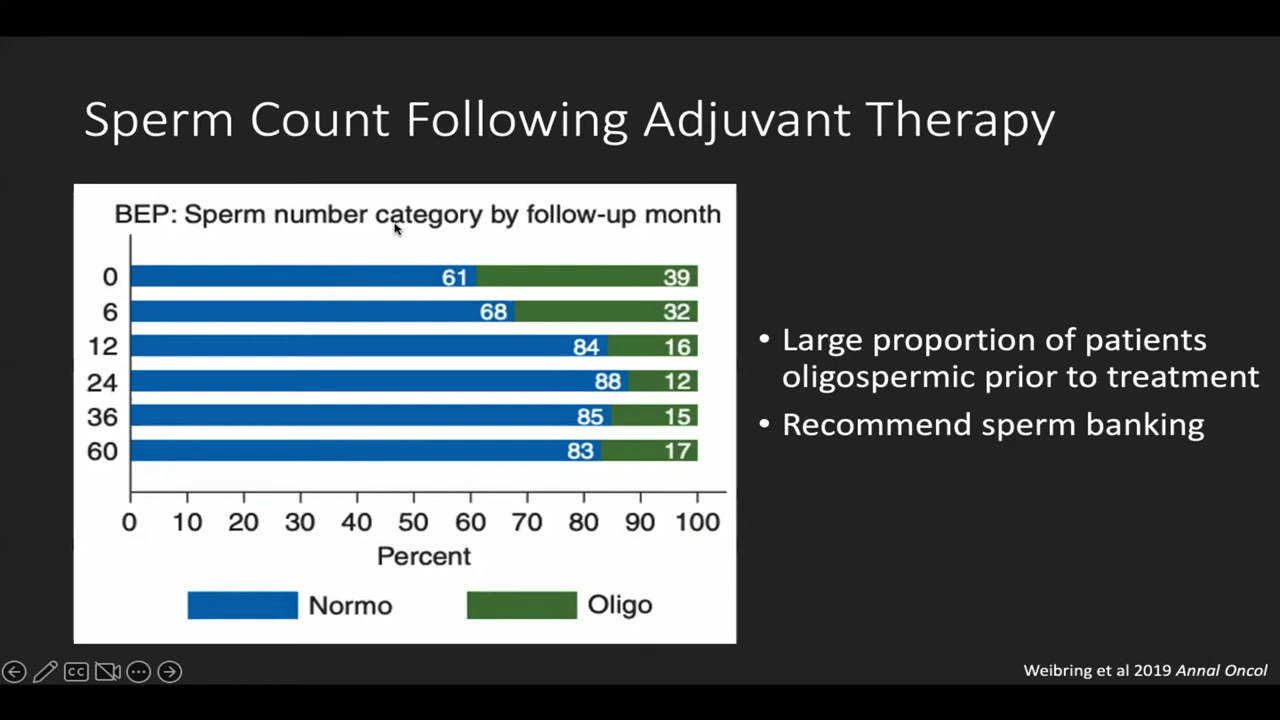 Sperm Count Following Adjuvant Therapy
BEP: Sperm number category by follow-up month
0 61 39
6 68 32
12 84 16
24 88 12
36 85 15
60 83 17
0 10 20 30 40 50 60 70 80 90 100
Percent
Normo Oligo
• Large proportion of patients
oligospermic prior to treatment
• Recommend sperm banking
CC
Weibring et al 2019 Annal Oncol